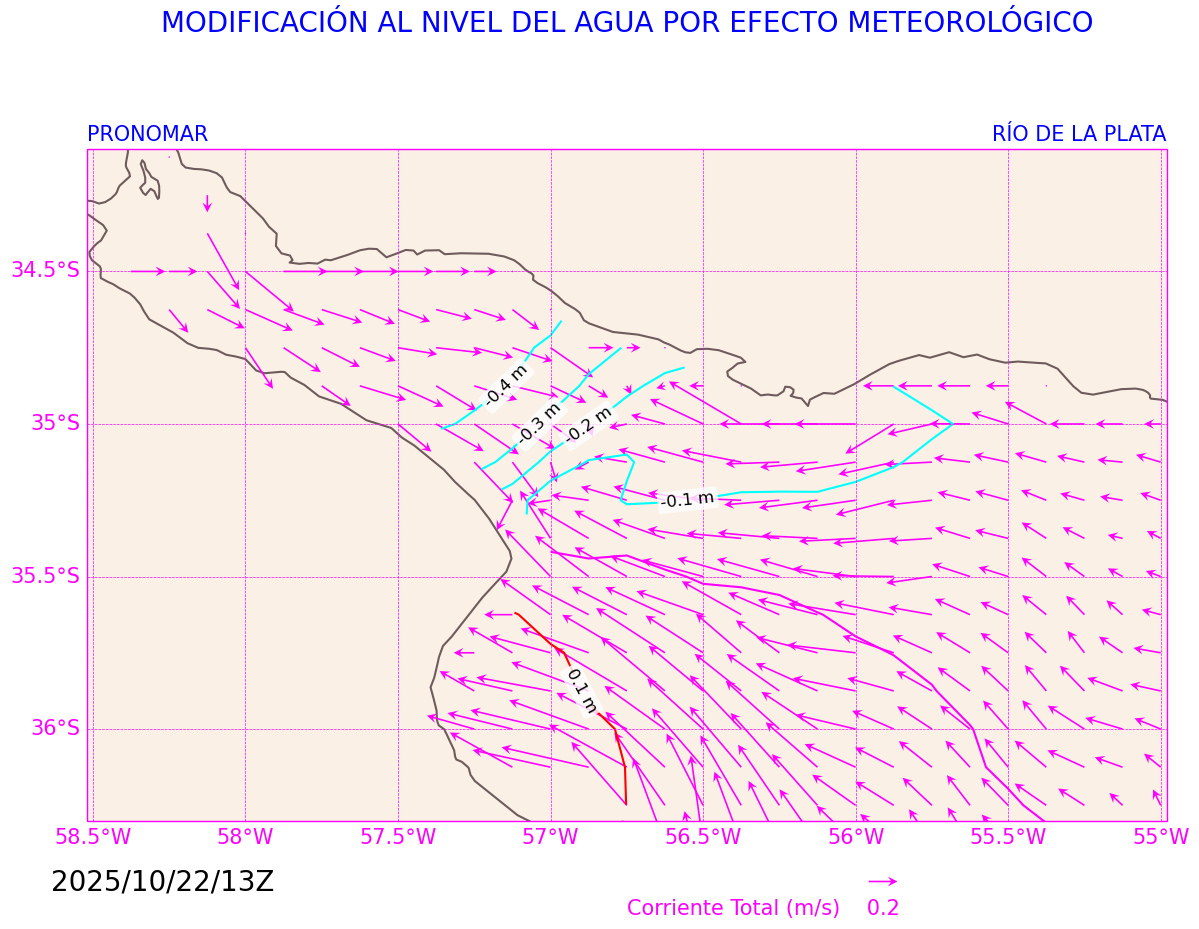 MODIFICACIÓN AL NIVEL DEL AGUA POR EFECTO METEOROLÓGICO
PRONOMAR
RÍO DE LA PLATA
34.5°S
-0.4 m
-0.3 m
-0.2 m
35°S
-0.1 m
35.5°S
0.1 m
36°S
58.5°W 58°W 57.5°W 57°W 56.5°W 56°W 55.5°W 55°W
2025/10/22/13Z
Corriente Total (m/s) 0.2